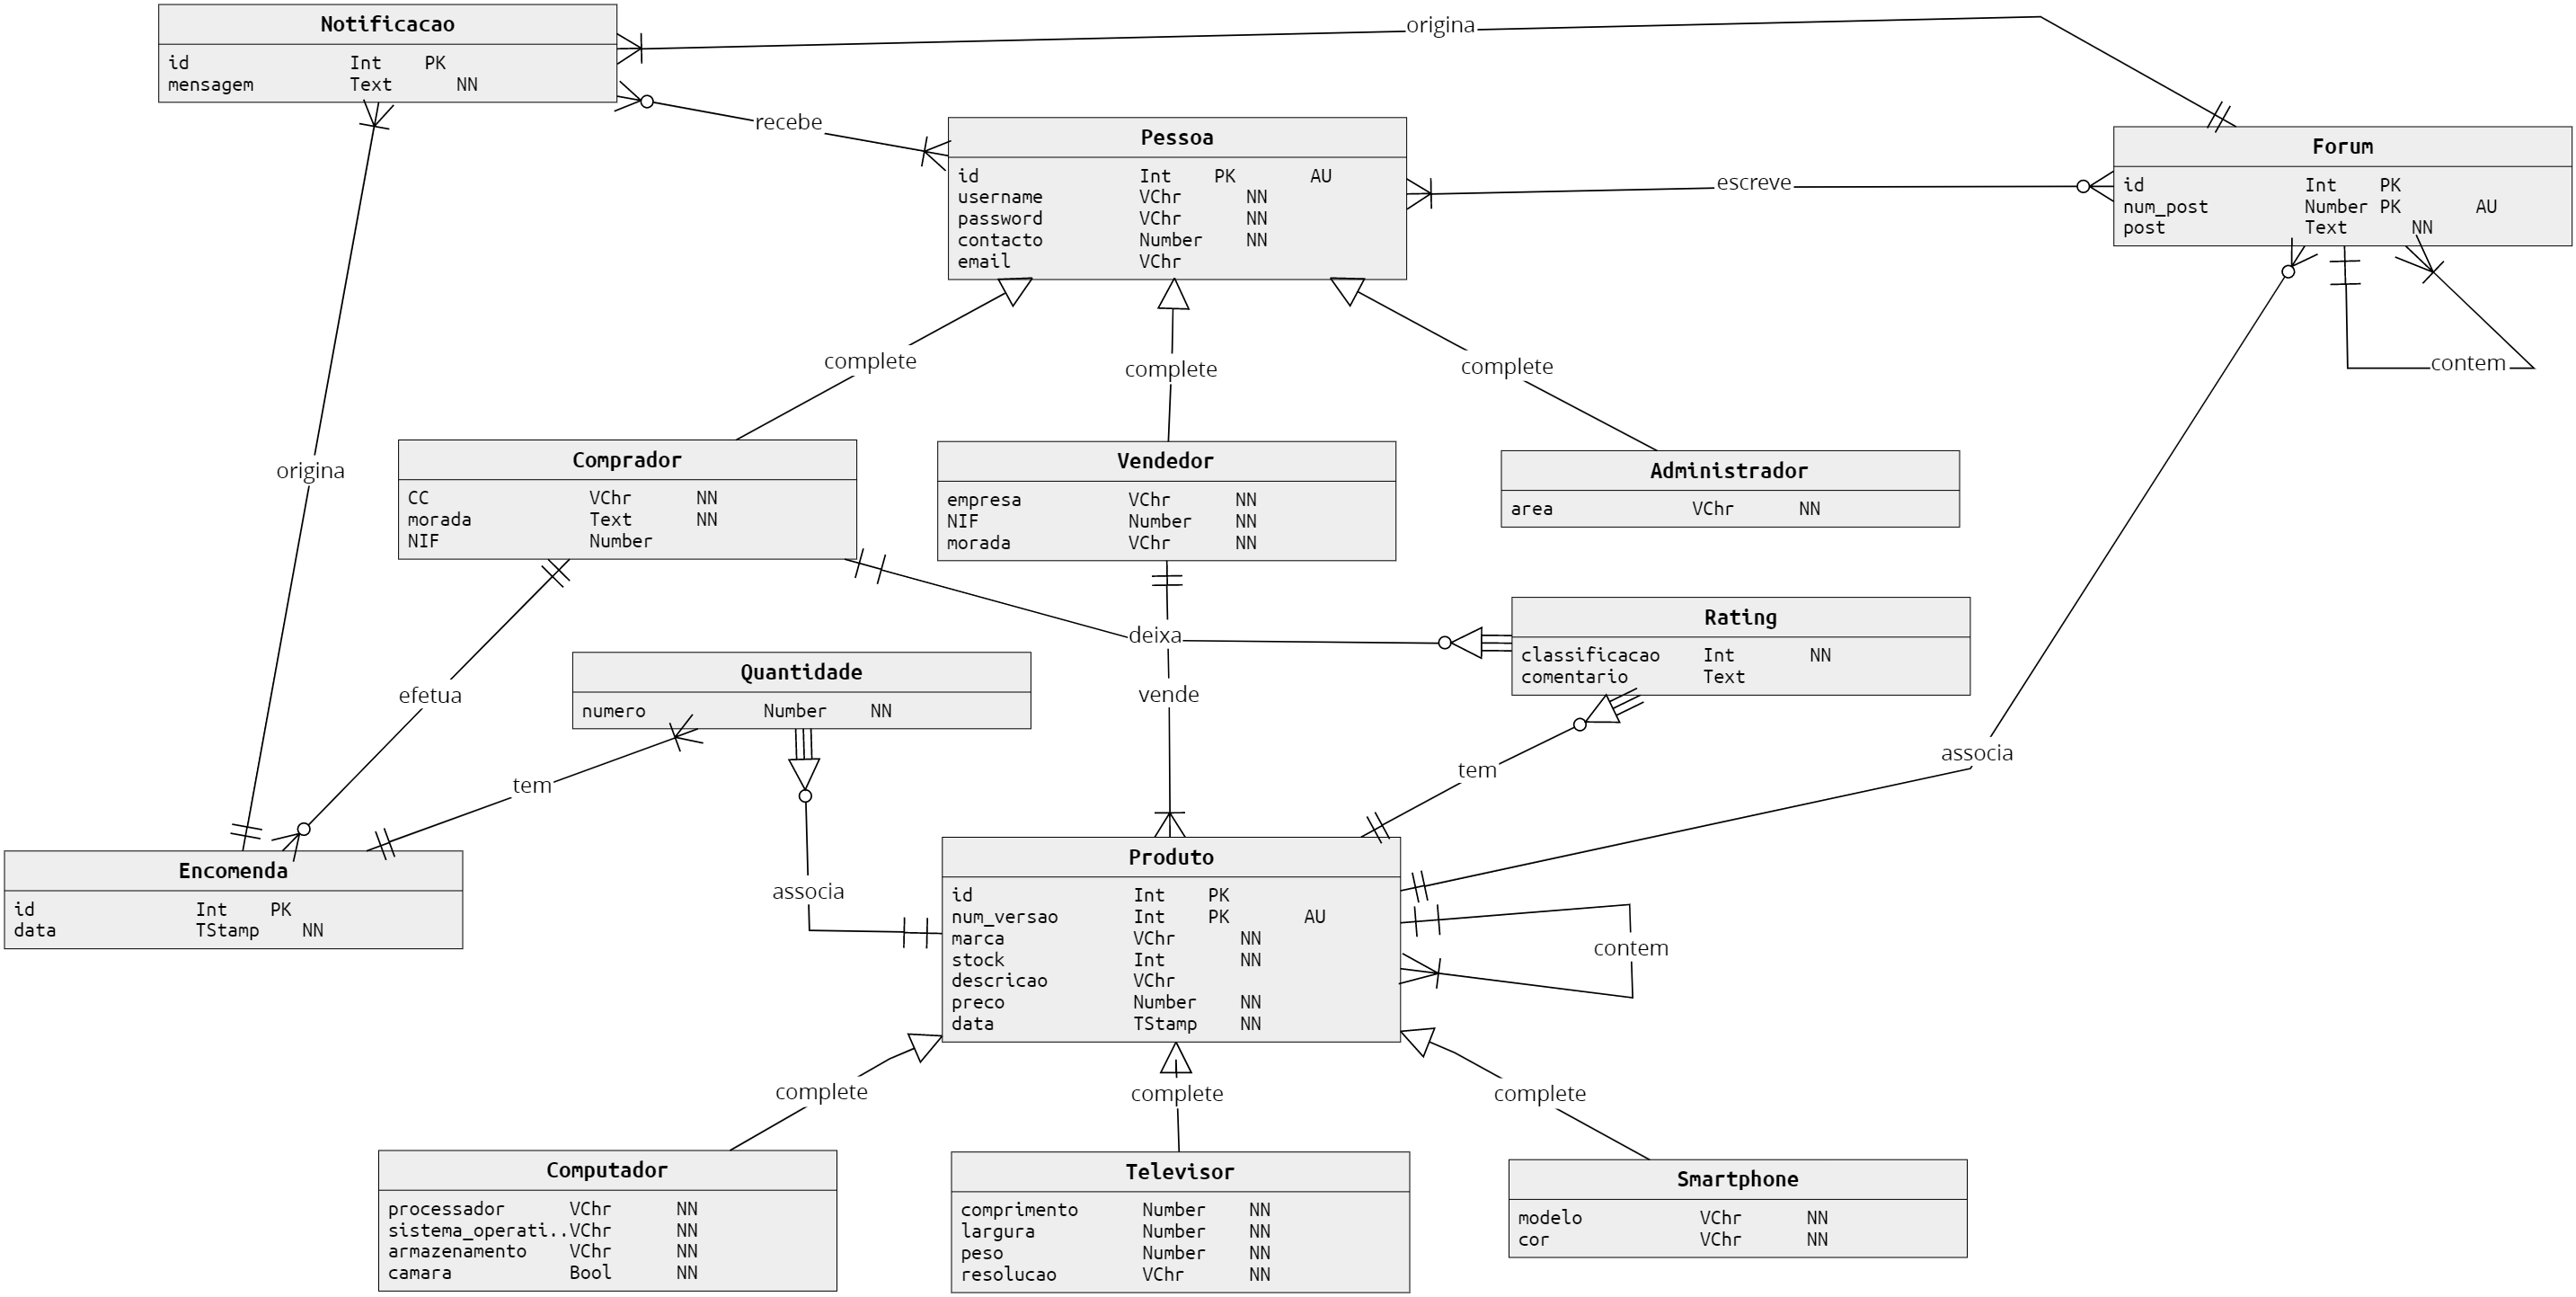 Notificacao
id Int PK
mensagem Text NN
origina
recebe
Pessoa
id Int PK AU
username VChr NN
password VChr NN
contacto Number NN
email VChr
escreve
Forum
id Int PK
num_post Number PK AU
post Text NN
contem
complete
complete
complete
origina
Comprador
CC VChr NN
morada Text NN
NIF Number
Vendedor
empresa VChr NN
NIF Number NN
morada VChr NN
Administrador
area VChr NN
deixa
Rating
classificacao Int NN
comentario Text
efetua
Quantidade
numero Number NN
vende
tem
tem
associa
Encomenda
id Int PK
data TStamp NN
associa
Produto
id Int PK
num_versao Int PK AU
marca VChr NN
stock Int NN
descricao VChr
preco Number NN
data TStamp NN
contem
complete
complete
complete
Computador
processador VChr NN
sistema_operati.. VChr NN
armazenamento VChr NN
camara Bool NN
Televisor
comprimento Number NN
largura Number NN
peso Number NN
resolucao VChr NN
Smartphone
modelo VChr NN
cor VChr NN